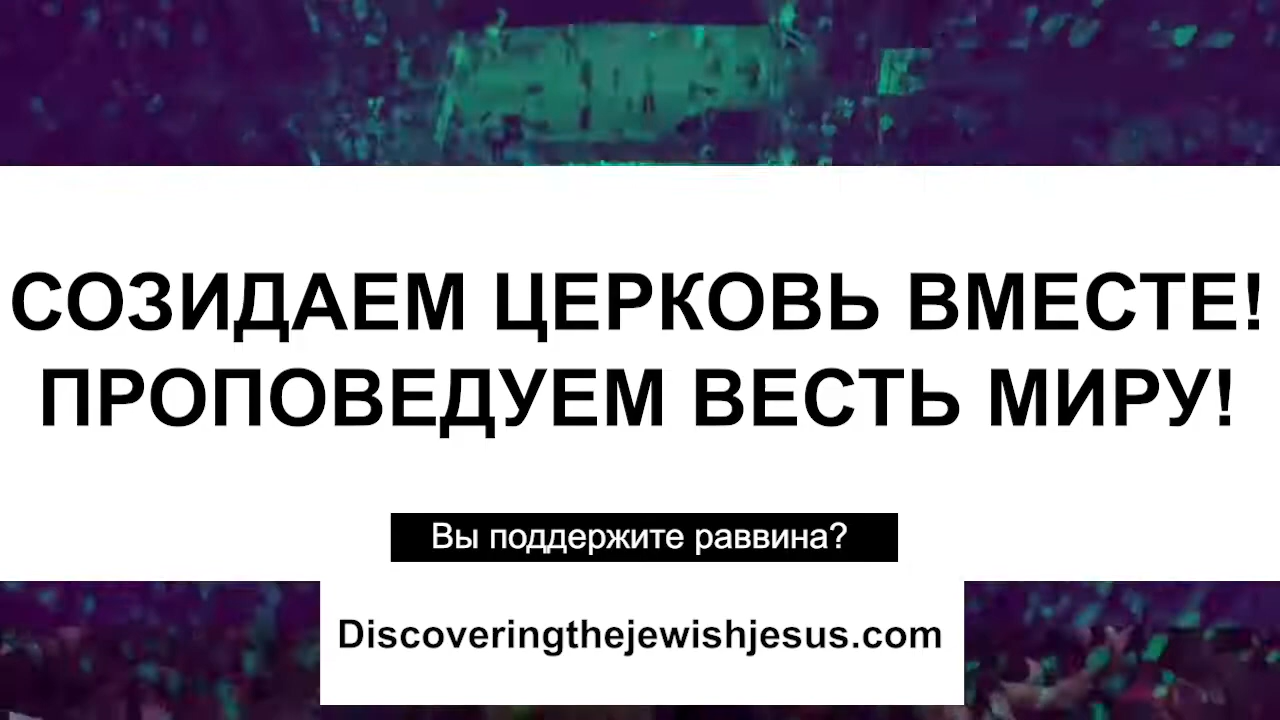 СОЗИДАЕМ ЦЕРКОВЬ ВМЕСТЕ!
ПРОПОВЕДУЕМ ВЕСТЬ МИРУ!
Вы поддержите раввина?
Discoveringthejewishjesus.com